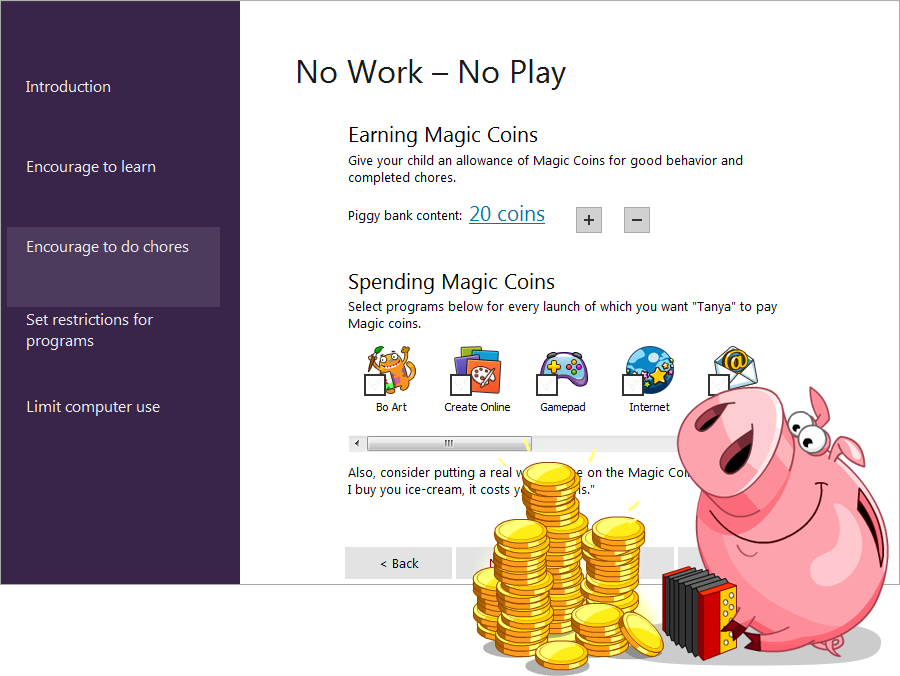 Introduction
Encourage to learn
Encourage to do chores
Set restrictions for
programs
Limit computer use
No Work – No Play
Earning Magic Coins
Give your child an allowance of Magic Coins for good behavior and
completed chores.
Piggy bank content: 20 coins + −
Spending Magic Coins
Select programs below for every launch of which you want "Tanya" to pay
Magic coins.
Bo Art Create Online Gamepad Internet
Also, consider putting a real on the Magic
I buy you ice-cream, it costs
< Back